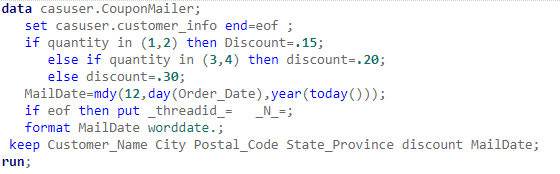 data casuser.CouponMailer;
set casuser.customer_info end=eof ;
if quantity in (1,2) then Discount=.15;
else if quantity in (3,4) then discount=.20;
else discount=.30;
MailDate=mdy(12,day(Order_Date),year(today()));
if eof then put _threadid_= _N_=;
format MailDate worddate.;
keep Customer_Name City Postal_Code State_Province discount MailDate;
run;